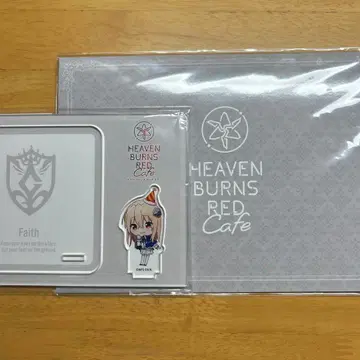 HEAVEN
BURNS
RED
Cafe
Faith
HEAVEN
BURNS
RED
Cafe